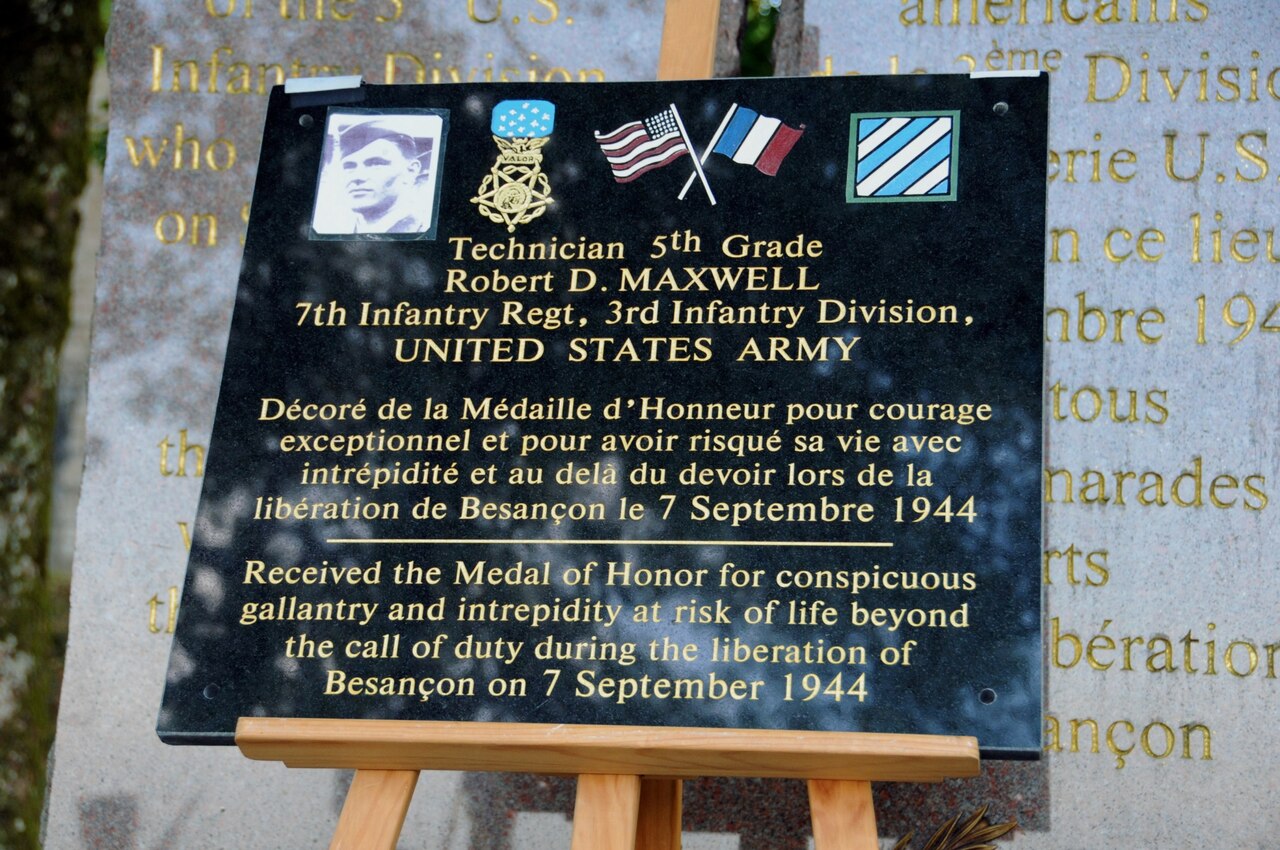 of the 3 U.S.
Infantry Division
who
on
américains
de la 3ème Divisio
erie U.S.
n ce lieu
mbre 194
tous
marades
rts
bération
ançon
VALOR
Technician 5th Grade
Robert D. MAXWELL
7th Infantry Regt, 3rd Infantry Division,
UNITED STATES ARMY
Décoré de la Médaille d'Honneur pour courage
exceptionnel et pour avoir risqué sa vie avec
intrépidité et au delà du devoir lors de la
libération de Besançon le 7 Septembre 1944
Received the Medal of Honor for conspicuous
gallantry and intrepidity at risk of life beyond
the call of duty during the liberation of
Besançon on 7 September 1944